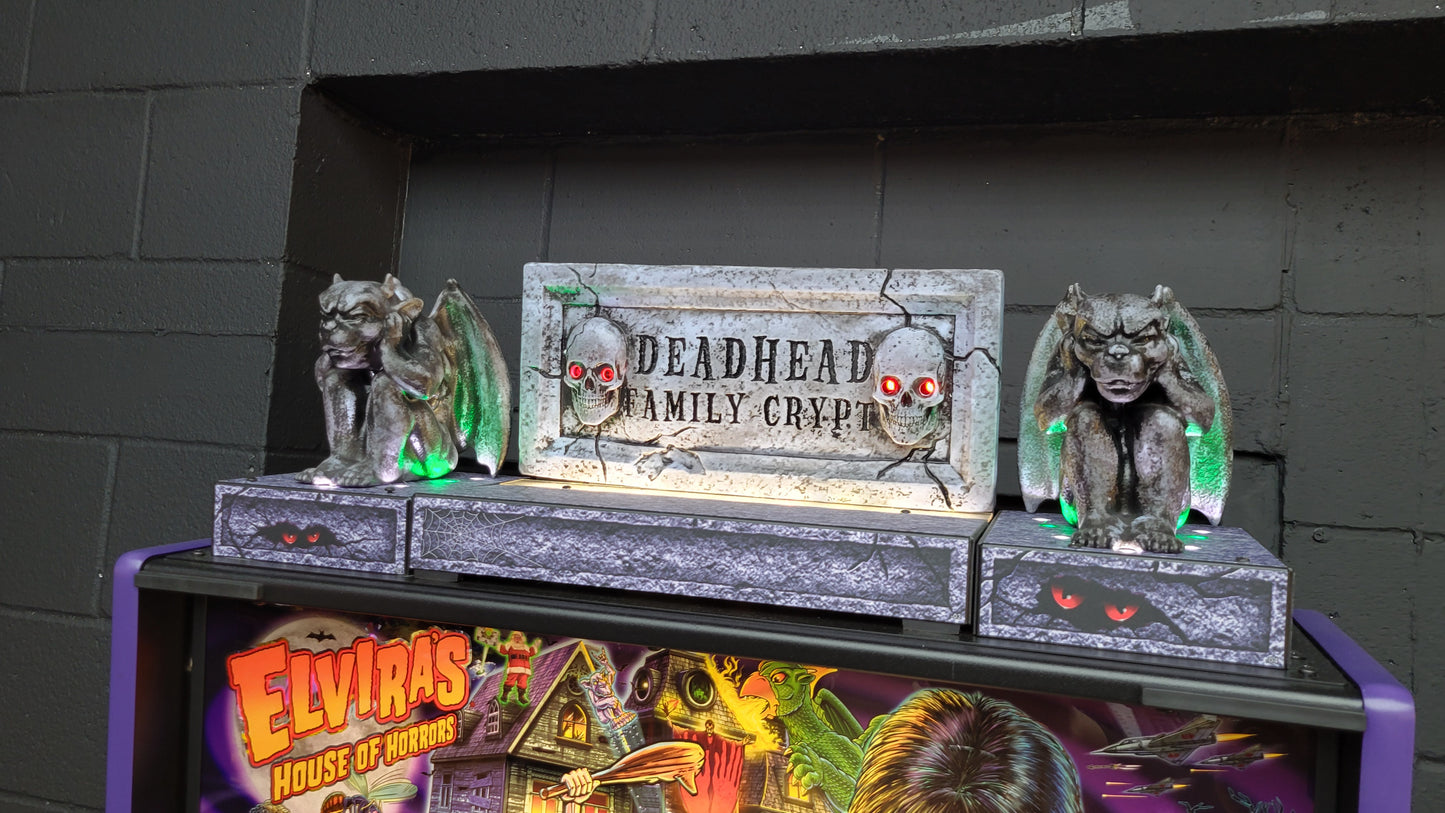 DEADHEAD
FAMILY CRYPT
ELVIRA'S
HOUSE OF HORRORS